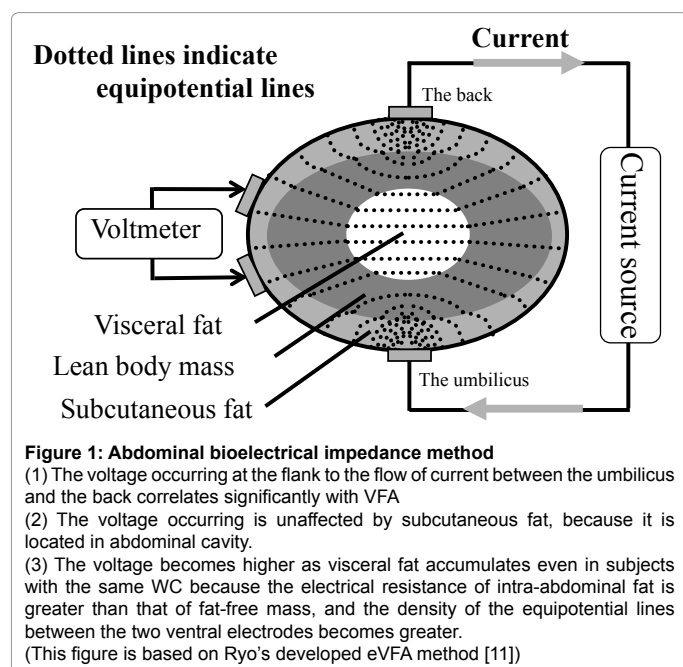 Dotted lines indicate
equipotential lines
Current
The back
Voltmeter
Current source
Visceral fat
Lean body mass
Subcutaneous fat
The umbilicus
Figure 1: Abdominal bioelectrical impedance method
(1) The voltage occurring at the flank to the flow of current between the umbilicus
and the back correlates significantly with VFA
(2) The voltage occurring is unaffected by subcutaneous fat, because it is
located in abdominal cavity.
(3) The voltage becomes higher as visceral fat accumulates even in subjects
with the same WC because the electrical resistance of intra-abdominal fat is
greater than that of fat-free mass, and the density of the equipotential lines
between the two ventral electrodes becomes greater.
(This figure is based on Ryo's developed eVFA method [11])